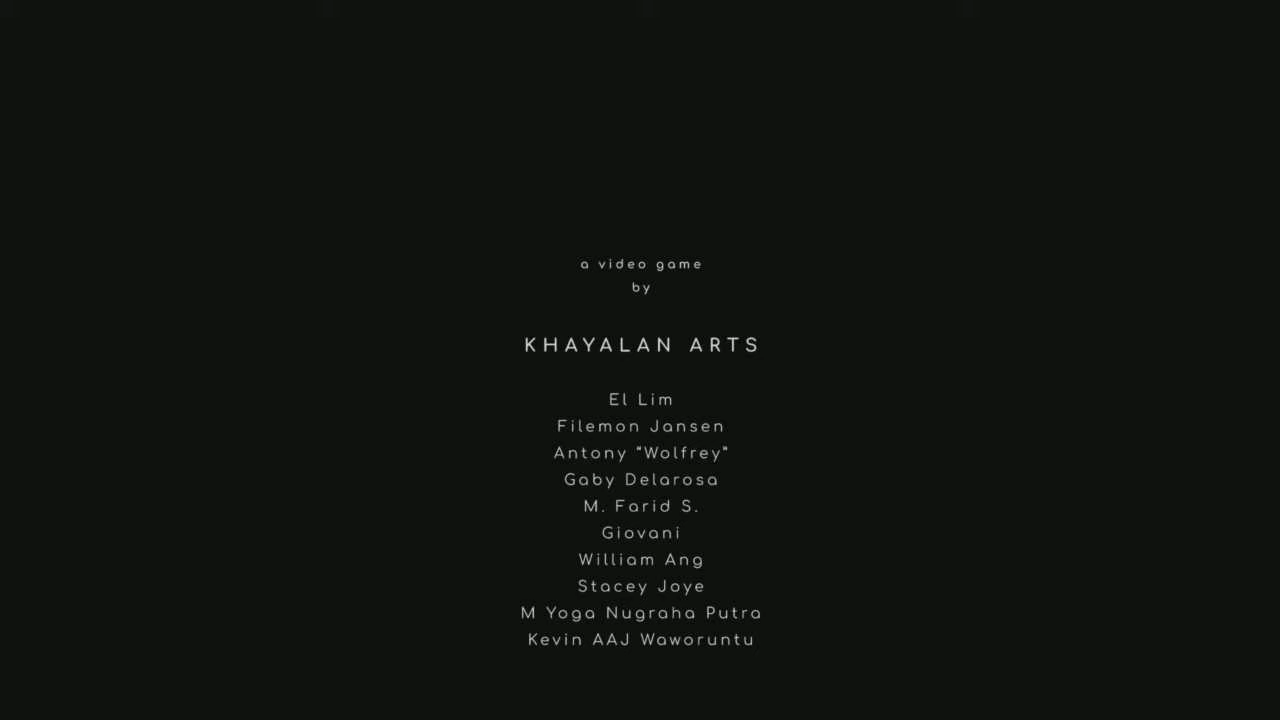 a video game
by
KHAYALAN ARTS
El Lim
Filemon Jansen
Antony "Wolfrey"
Gaby Delarosa
M. Farid S.
Giovani
William Ang
Stacey Joye
M Yoga Nugraha Putra
Kevin AAJ Waworuntu